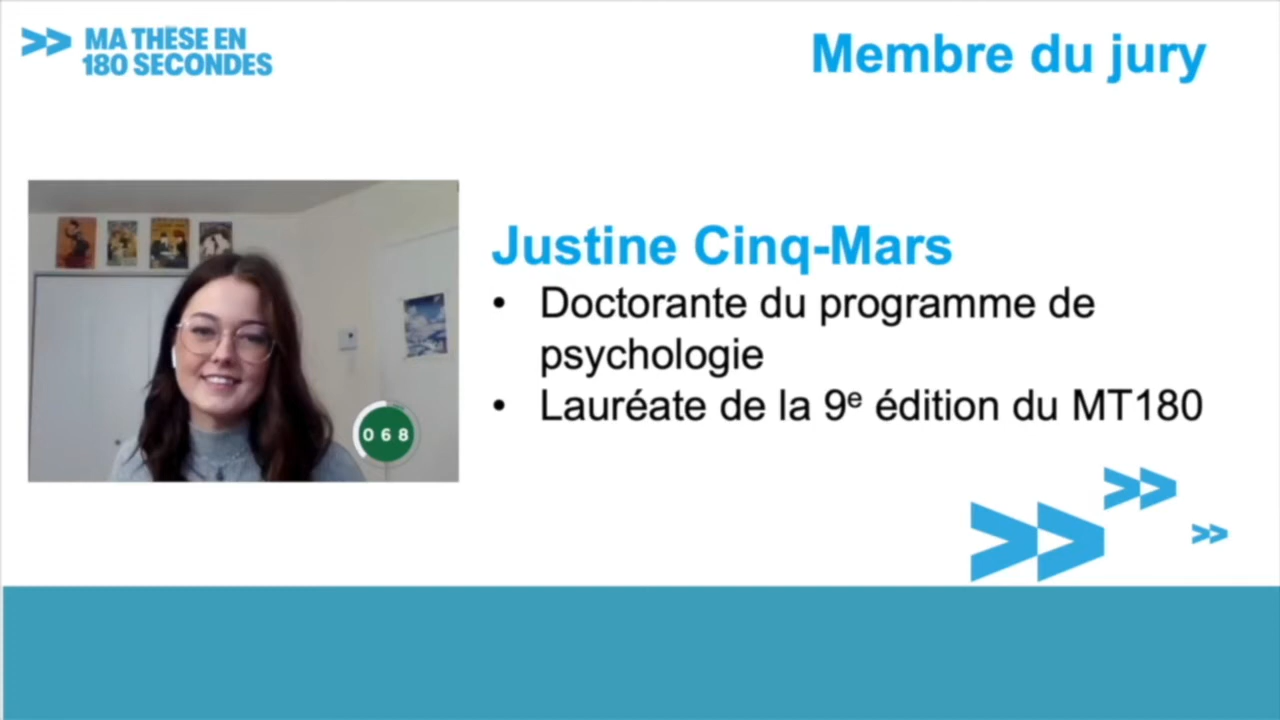 MA THÈSE EN
180 SECONDES
Membre du jury
Justine Cinq-Mars
• Doctorante du programme de
psychologie
• Lauréate de la 9e édition du MT180
068